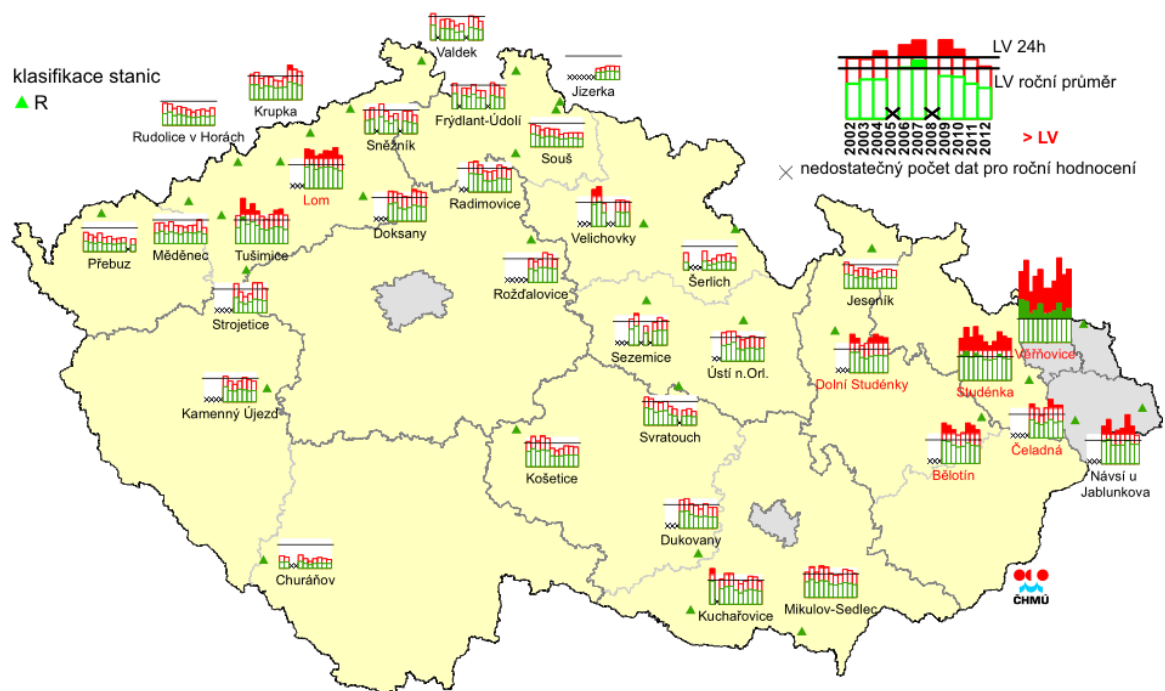 klasifikace stanic
R
Valdek
Jizerka
Krupka
Rudolice v Horách
Sněžník
Frýdlant-Údolí
Souš
Lom
Radimovice
Doksany
Přebuz
Měděnec
Tušimice
Velichovky
Šerlich
Rožďalovice
Strojetice
Jeseník
Sezemice
Ústí n.Orl.
Dolní Studénky
Studénka
Věřňovice
Kamenný Újezd
Svratouch
Košetice
Bělotín
Čeladná
Návsí u
Jablunkova
Dukovany
Churáňov
Kuchařovice
Mikulov-Sedlec
ČHMÚ
LV 24h
LV roční průměr
2002
2003
2004
2005
2006
2007
2008
2009
2010
2011
2012
> LV
nedostatečný počet dat pro roční hodnocení